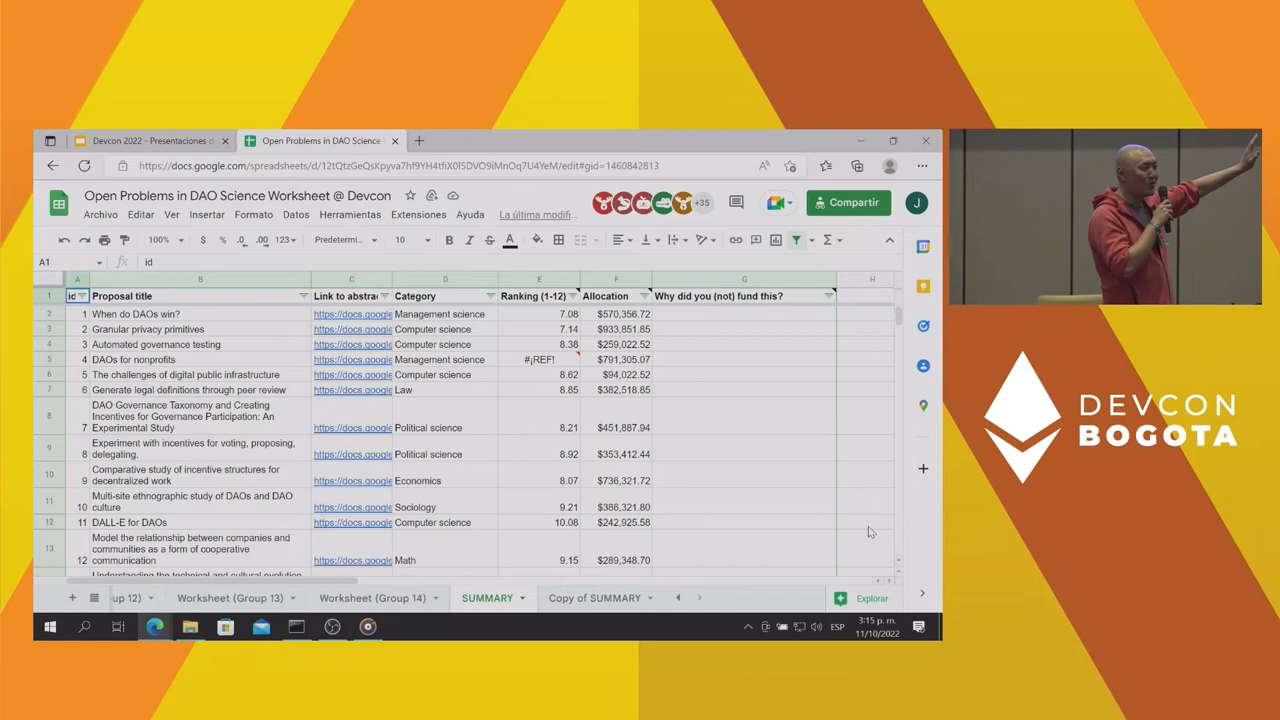 Devcon 2022 - Presentaciones d
Open Problems in DAO Science
https://docs.google.com/spreadsheets/d/12tQtzGeQsKpyva7hf9YH4tfiX0I5DVO9iMnOq7U4YeM/edit#gid=1460842813
Open Problems in DAO Science Worksheet @ Devcon
+35
Compartir
J
Archivo Editar Ver Insertar Formato Datos Herramientas Extensiones Ayuda La última modifi...
100% $ % .0 .00 123 Predetermi... 10 B I S A
A1 fx id
A B C D E F G H
1 id Proposal title Link to abstra Category Ranking (1-12) Allocation Why did you (not) fund this?
2 1 When do DAOs win? https://docs.google Management science 7.08 $570,356.72
3 2 Granular privacy primitives https://docs.google Computer science 7.14 $933,851.85
4 3 Automated governance testing https://docs.google Computer science 8.38 $259,022.52
5 4 DAOs for nonprofits https://docs.google Management science #¡REF! $791,305.07
6 5 The challenges of digital public infrastructure https://docs.google Computer science 8.62 $94,022.52
7 6 Generate legal definitions through peer review https://docs.google Law 8.85 $382,518.85
DAO Governance Taxonomy and Creating
8 Incentives for Governance Participation: An
7 Experimental Study https://docs.google Political science 8.21 $451,887.94
9 Experiment with incentives for voting, proposing,
8 delegating. https://docs.google Political science 8.92 $353,412.44
10 Comparative study of incentive structures for
9 decentralized work https://docs.google Economics 8.07 $736,321.72
11 Multi-site ethnographic study of DAOs and DAO
10 culture https://docs.google Sociology 9.21 $386,321.80
12 11 DALL-E for DAOs https://docs.google Computer science 10.08 $242,925.58
Model the relationship between companies and
13 communities as a form of cooperative
12 communication https://docs.google Math 9.15 $289,348.70
Understanding the technical and cultural evolution
up 12) Worksheet (Group 13) Worksheet (Group 14) SUMMARY Copy of SUMMARY Explorar
ESP
3:15 p. m.
11/10/2022
DEVCON
BOGOTA